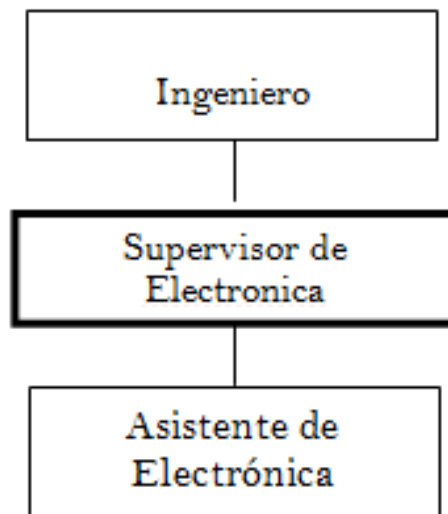 Ingeniero
Supervisor de
Electronica
Asistente de
Electrónica